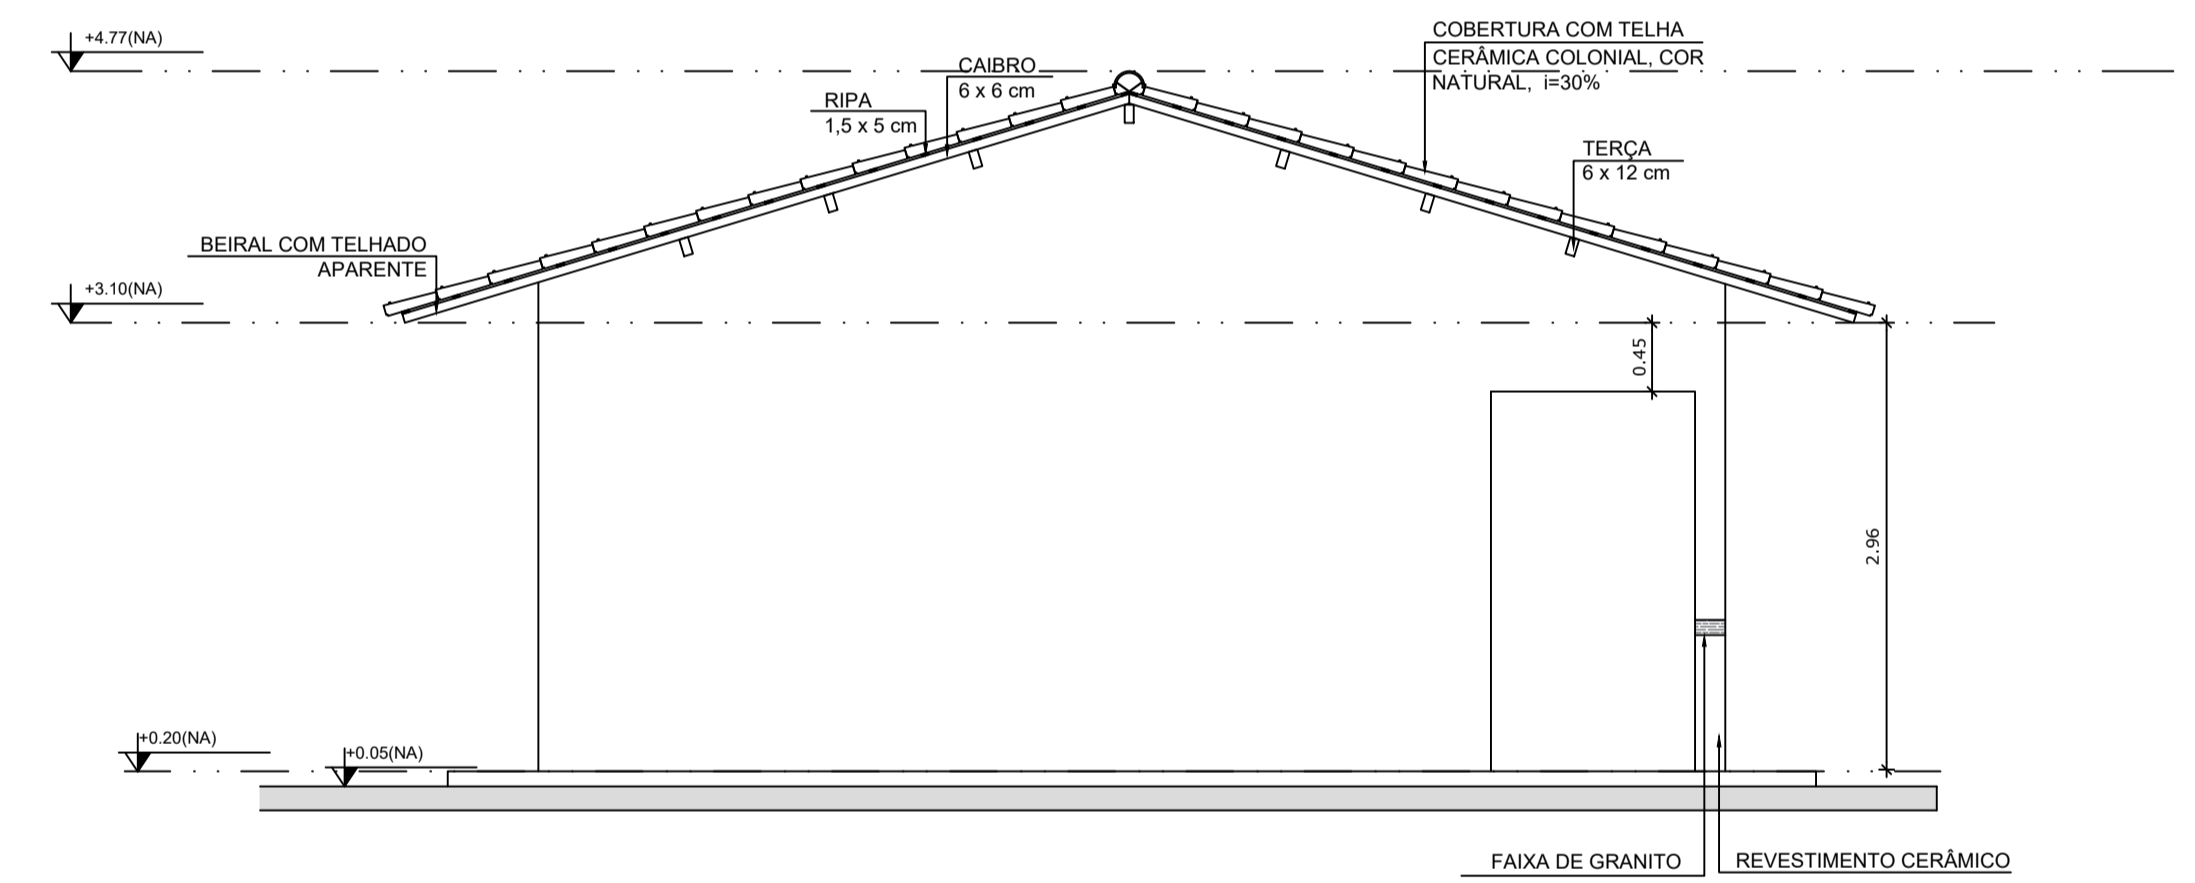 +4.77(NA)
COBERTURA COM TELHA
CERÂMICA COLONIAL, COR
NATURAL, i=30%
CAIBRO
6 x 6 cm
RIPA
1,5 x 5 cm
TERÇA
6 x 12 cm
BEIRAL COM TELHADO
APARENTE
+3.10(NA)
0.45
2.96
+0.20(NA)
+0.05(NA)
FAIXA DE GRANITO
REVESTIMENTO CERÂMICO